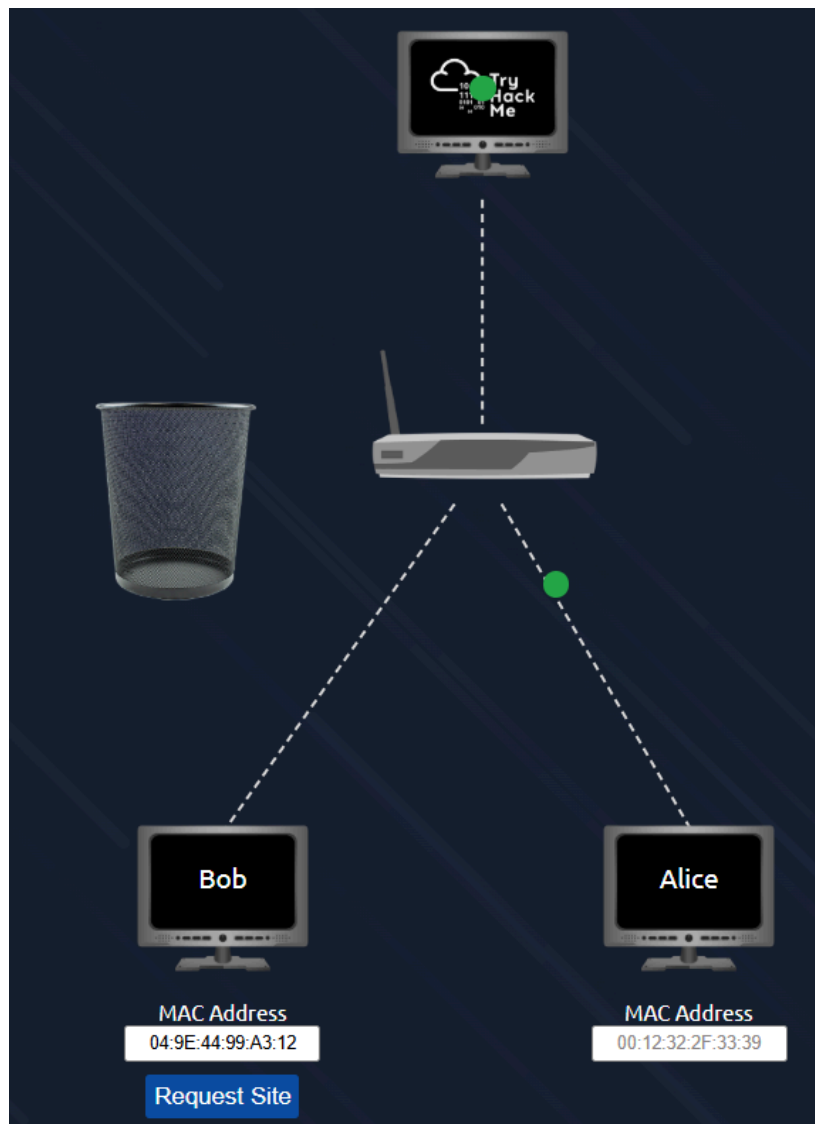 Try
Hack
Me
Bob
Alice
MAC Address
04:9E:44:99:A3:12
MAC Address
00:12:32:2F:33:39
Request Site